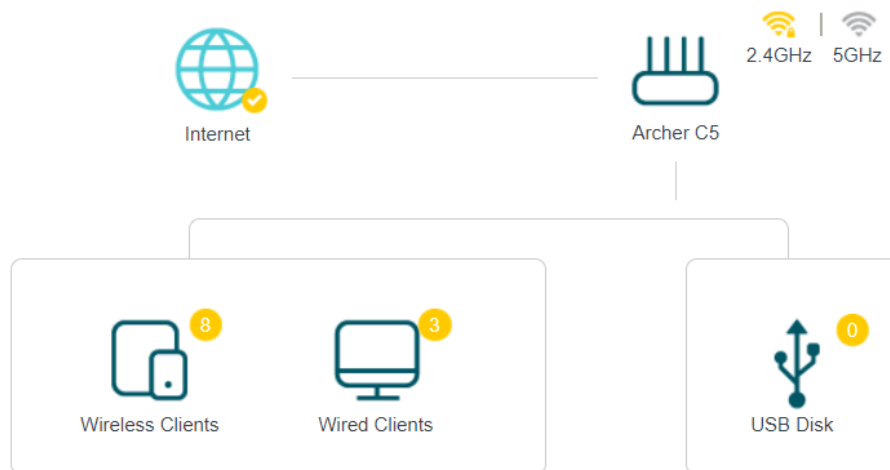 2.4GHz | 5GHz
Internet
Archer C5
8
3
0
Wireless Clients
Wired Clients
USB Disk